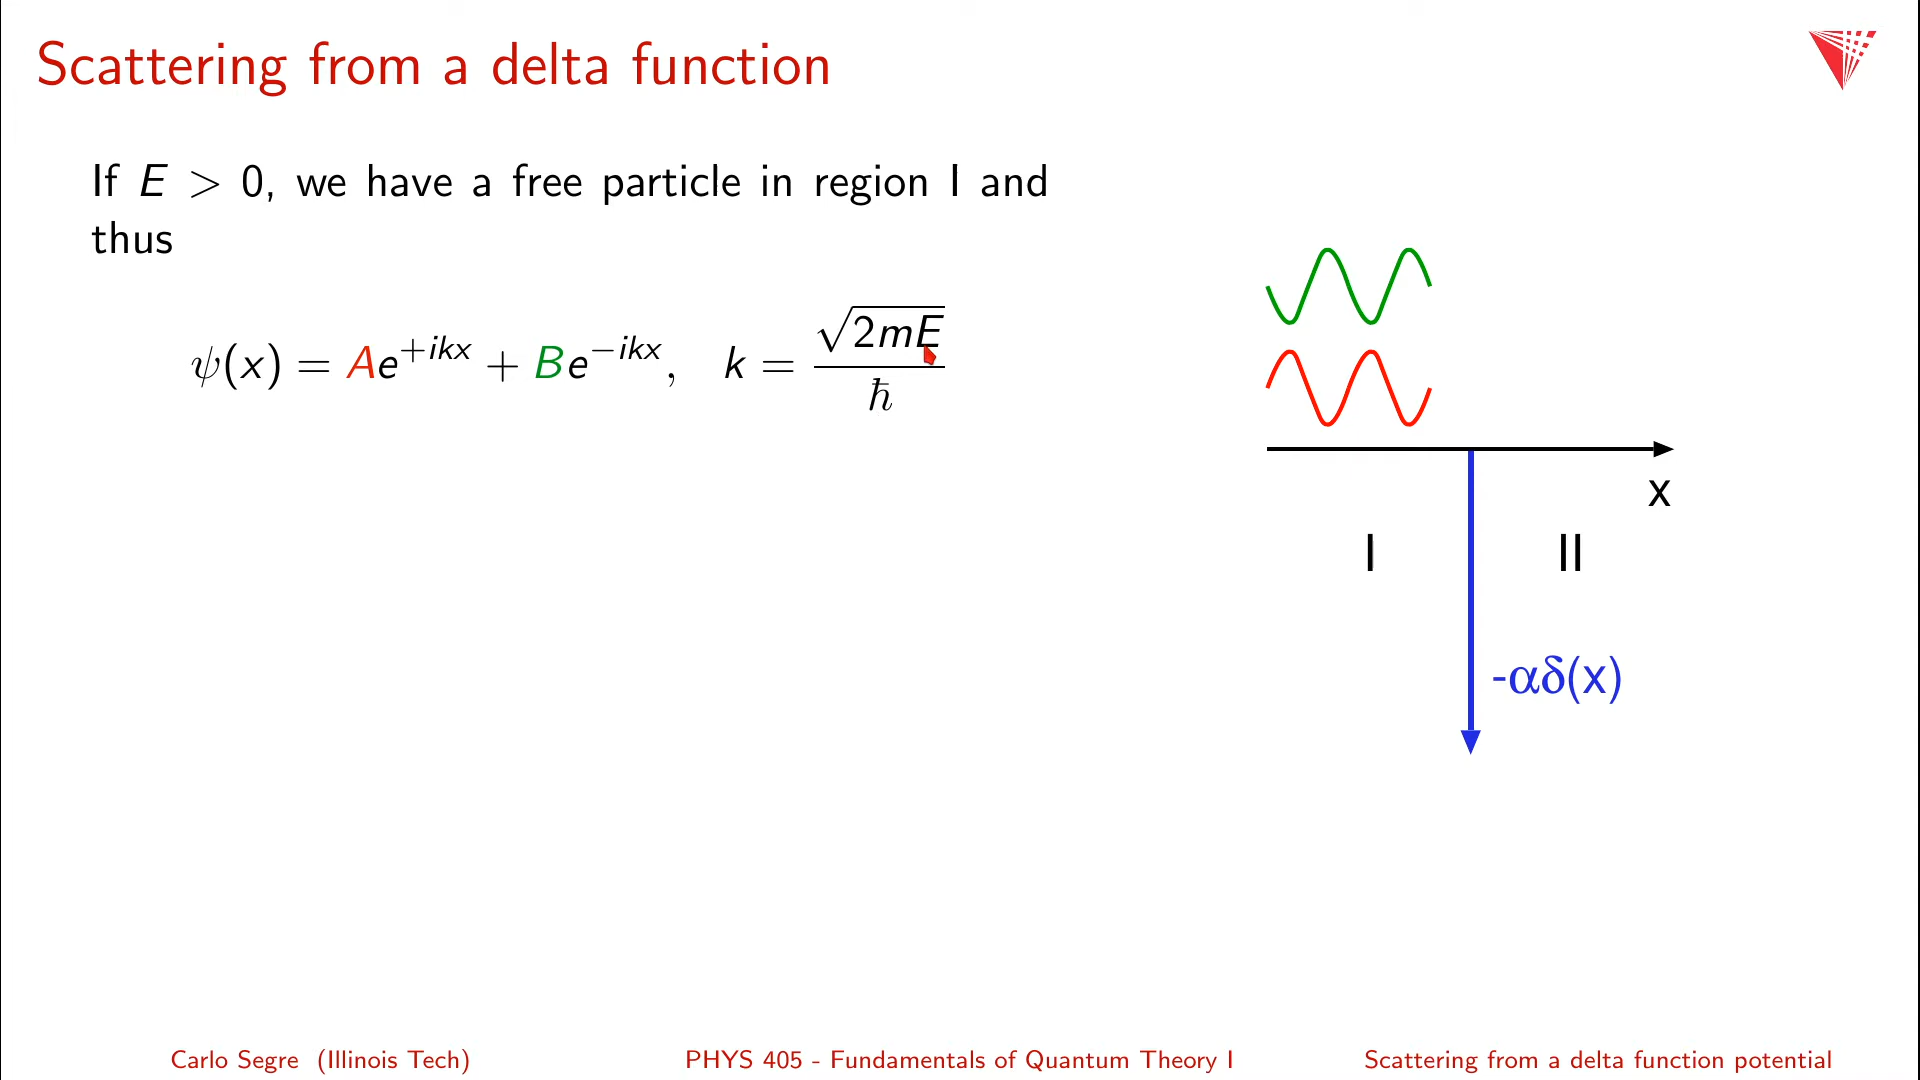 Scattering from a delta function
If E > 0, we have a free particle in region I and
thus
ψ(x) = Ae^{+ikx} + Be^{−ikx},   k = √(2mE) / ħ
x
I
II
-αδ(x)
Carlo Segre (Illinois Tech)
PHYS 405 - Fundamentals of Quantum Theory I
Scattering from a delta function potential